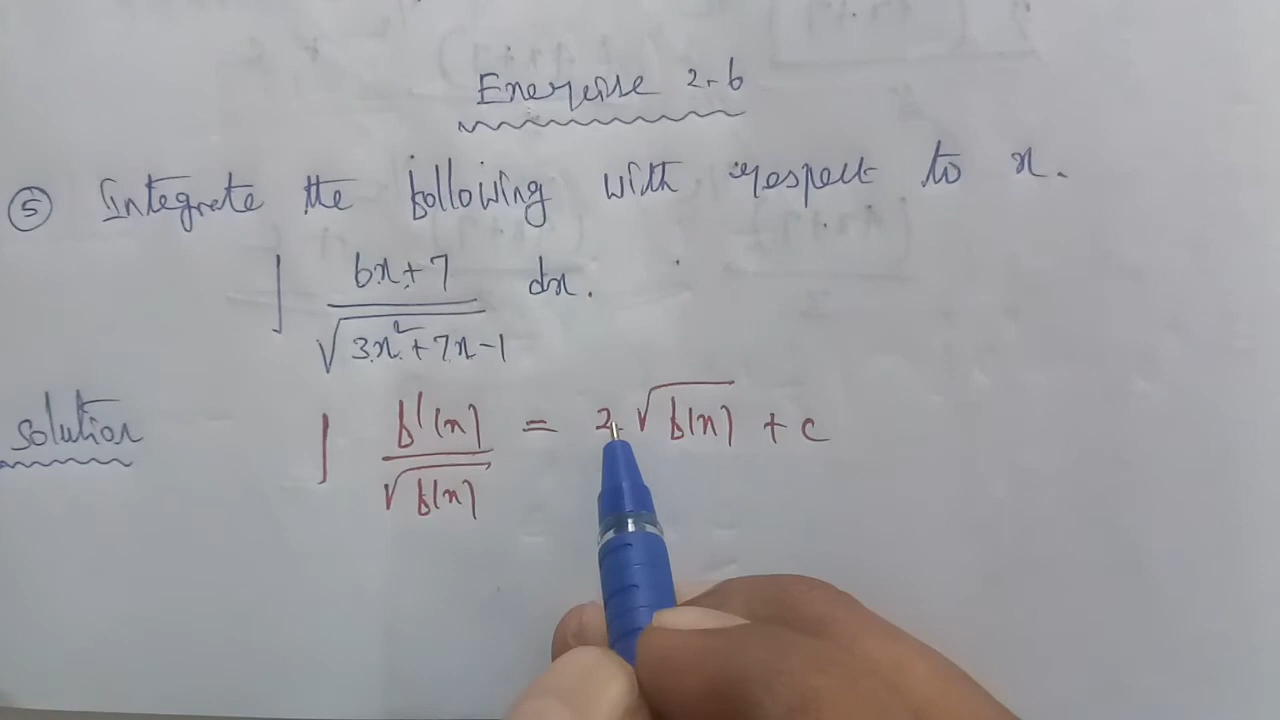 Exercise 2.6
⑤ Integrate the following with respect to x.
∫ 6x+7 / √(3x²+7x-1) dx.
Solution ∫ f'(x) / √f(x) = 2 √f(x) + c